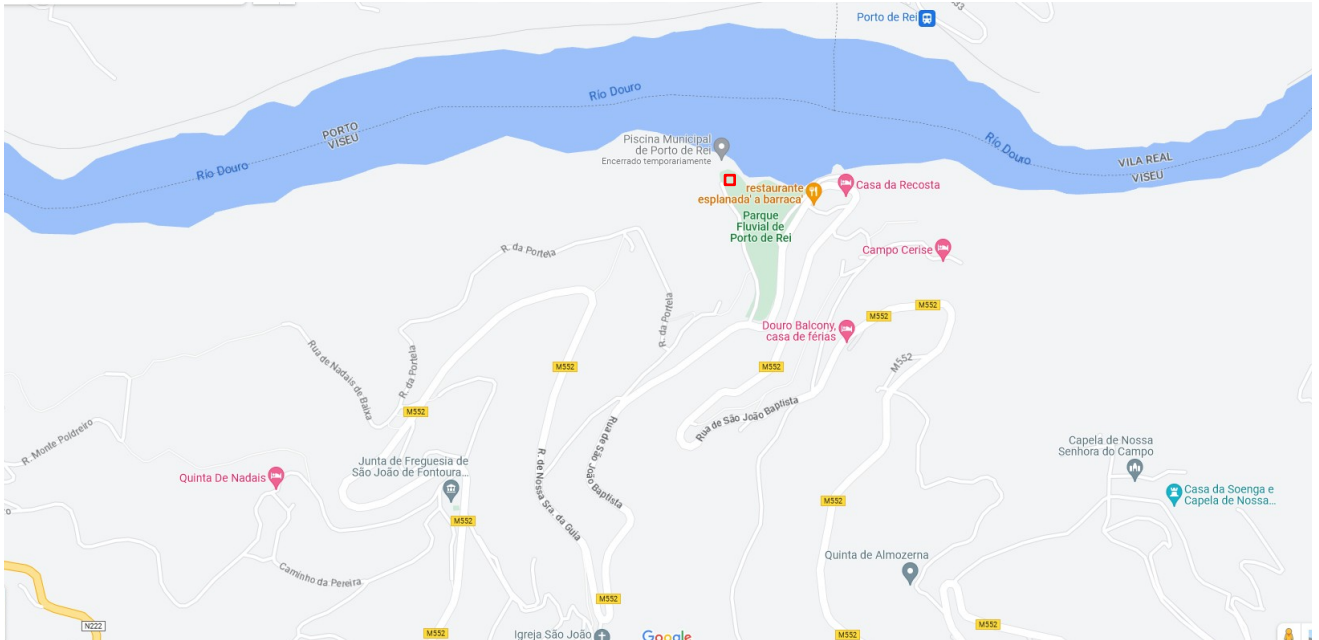 Porto de Rei
Rio Douro
PORTO
VISEU
Rio Douro
Rio Douro
VILA REAL
VISEU
Piscina Municipal
de Porto de Rei
Encerrado temporariamente
restaurante
esplanada' a barraca'
Casa da Recosta
Parque
Fluvial de
Porto de Rei
Campo Cerise
R. da Portela
R. da Portela
M552
M552
Douro Balcony,
casa de férias
Rua de Nadais de Baixa
R. da Portela
M552
M552
M552
M552
Rua de São João Baptista
R. Monte Poldreiro
Rua de São João Baptista
Junta de Freguesia de
São João de Fontoura...
Quinta De Nadais
R. de Nossa Sra. da Guia
Capela de Nossa
Senhora do Campo
Casa da Soenga e
Capela de Nossa...
M552
M552
Quinta de Almozerna
Caminho da Pereira
M552
N222
M552
Igreja São João
Google
M552
M552